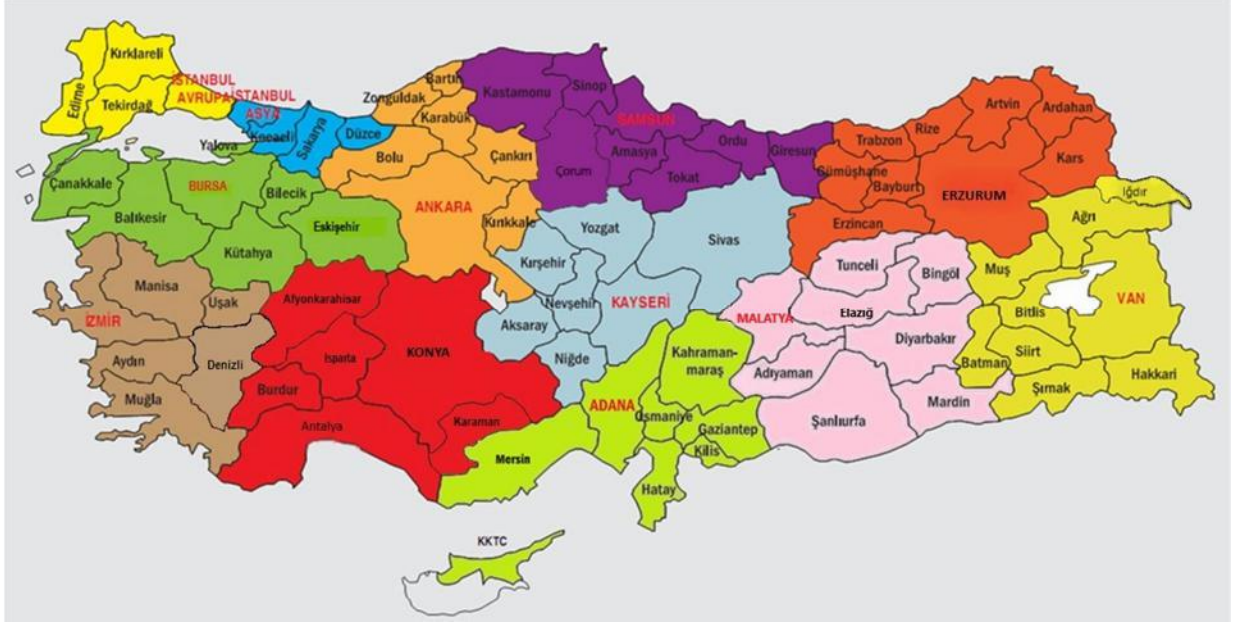 Kırklareli
Edirne
Tekirdağ
İSTANBUL
AVRUPA
İSTANBUL
ASYA
Kocaeli
Sakarya
Düzce
Yalova
Zonguldak
Bartın
Karabük
Bolu
Çankırı
ANKARA
Kırıkkale
Kastamonu
Sinop
SAMSUN
Çorum
Amasya
Tokat
Ordu
Giresun
Trabzon
Rize
Artvin
Ardahan
Gümüşhane
Bayburt
ERZURUM
Kars
Erzincan
Iğdır
Ağrı
Çanakkale
BURSA
Bilecik
Balıkesir
Kütahya
Eskişehir
Yozgat
Sivas
Kırşehir
Nevşehir
KAYSERİ
Aksaray
Niğde
Tunceli
Bingöl
MALATYA
Elazığ
Diyarbakır
Adıyaman
Şanlıurfa
Mardin
Muş
Bitlis
VAN
Siirt
Batman
Şırnak
Hakkari
Manisa
Uşak
İZMİR
Aydın
Denizli
Muğla
Afyonkarahisar
Isparta
KONYA
Burdur
Antalya
Karaman
Mersin
ADANA
Kahraman-
maraş
Osmaniye
Gaziantep
Kilis
Hatay
KKTC